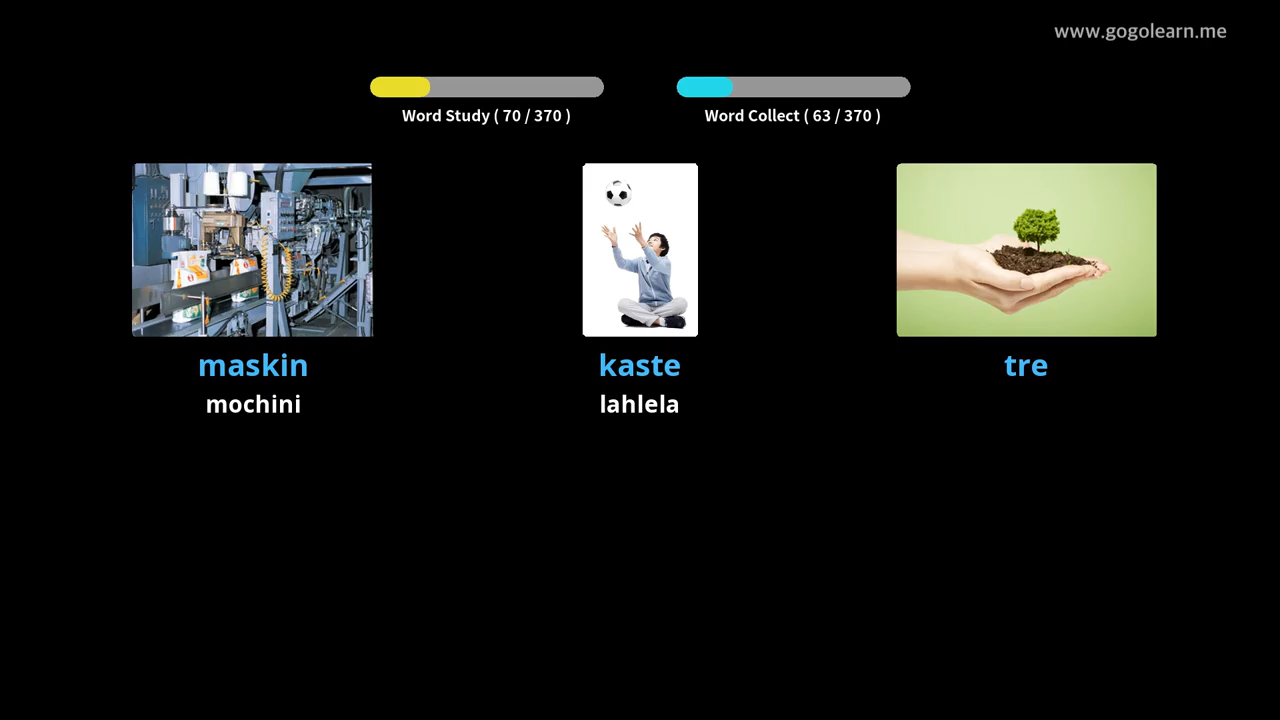 www.gogolearn.me
Word Study ( 70 / 370 )
Word Collect ( 63 / 370 )
maskin
mochini
kaste
lahlela
tre